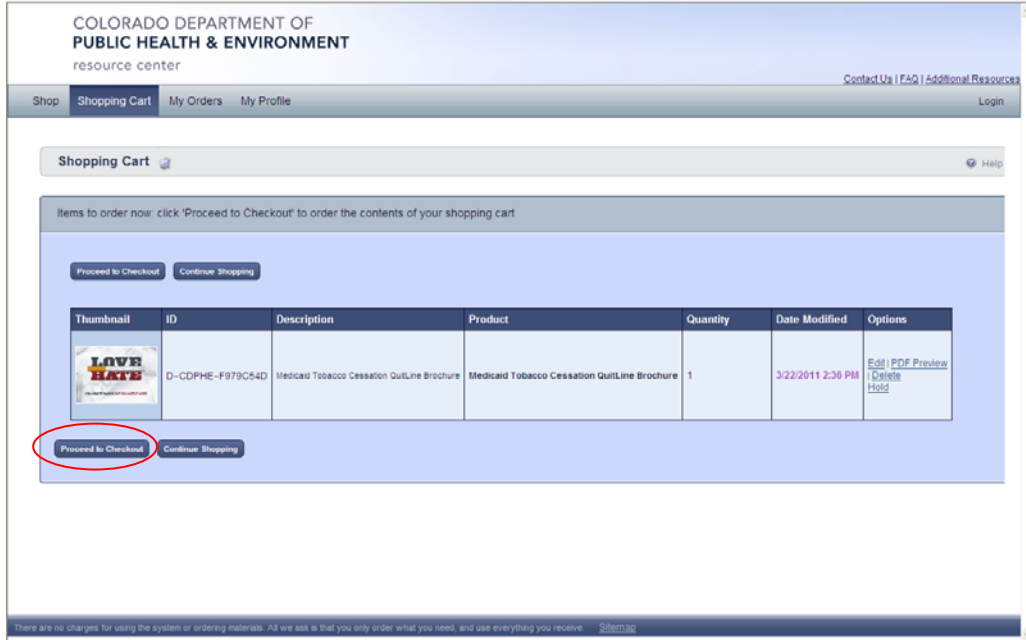 COLORADO DEPARTMENT OF
PUBLIC HEALTH & ENVIRONMENT
resource center
Contact Us | FAQ | Additional Resources
Shop Shopping Cart My Orders My Profile Login
Shopping Cart Help
Items to order now: click 'Proceed to Checkout' to order the contents of your shopping cart
Proceed to Checkout Continue Shopping
Thumbnail ID Description Product Quantity Date Modified Options
LOVE
HATE
D-CDPHE-F979C54D Medicaid Tobacco Cessation QuitLine Brochure Medicaid Tobacco Cessation QuitLine Brochure 1 3/22/2011 2:36 PM Edit | PDF Preview
| Delete
Hold
Proceed to Checkout Continue Shopping
There are no charges for using the system or ordering materials. All we ask is that you only order what you need, and use everything you receive. Sitemap